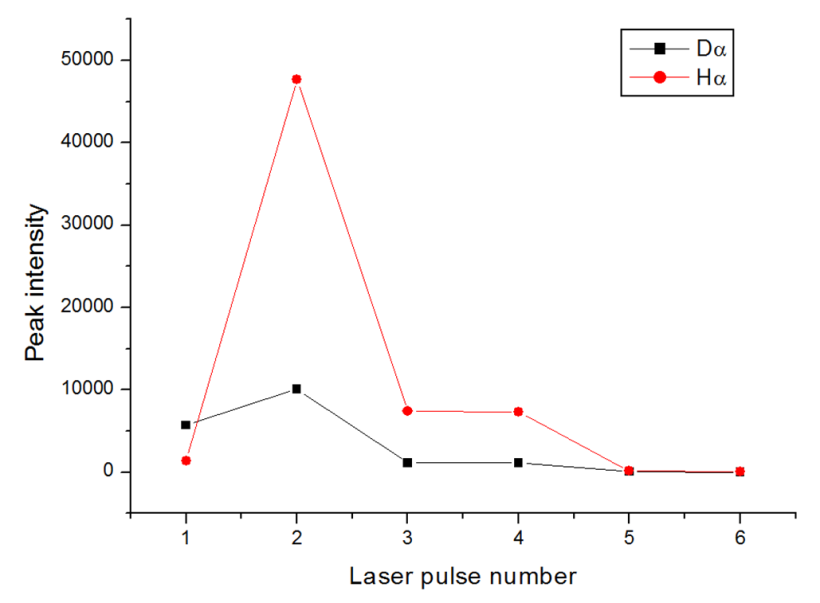 Dα
Hα
50000
40000
30000
20000
10000
0
Peak intensity
1 2 3 4 5 6
Laser pulse number